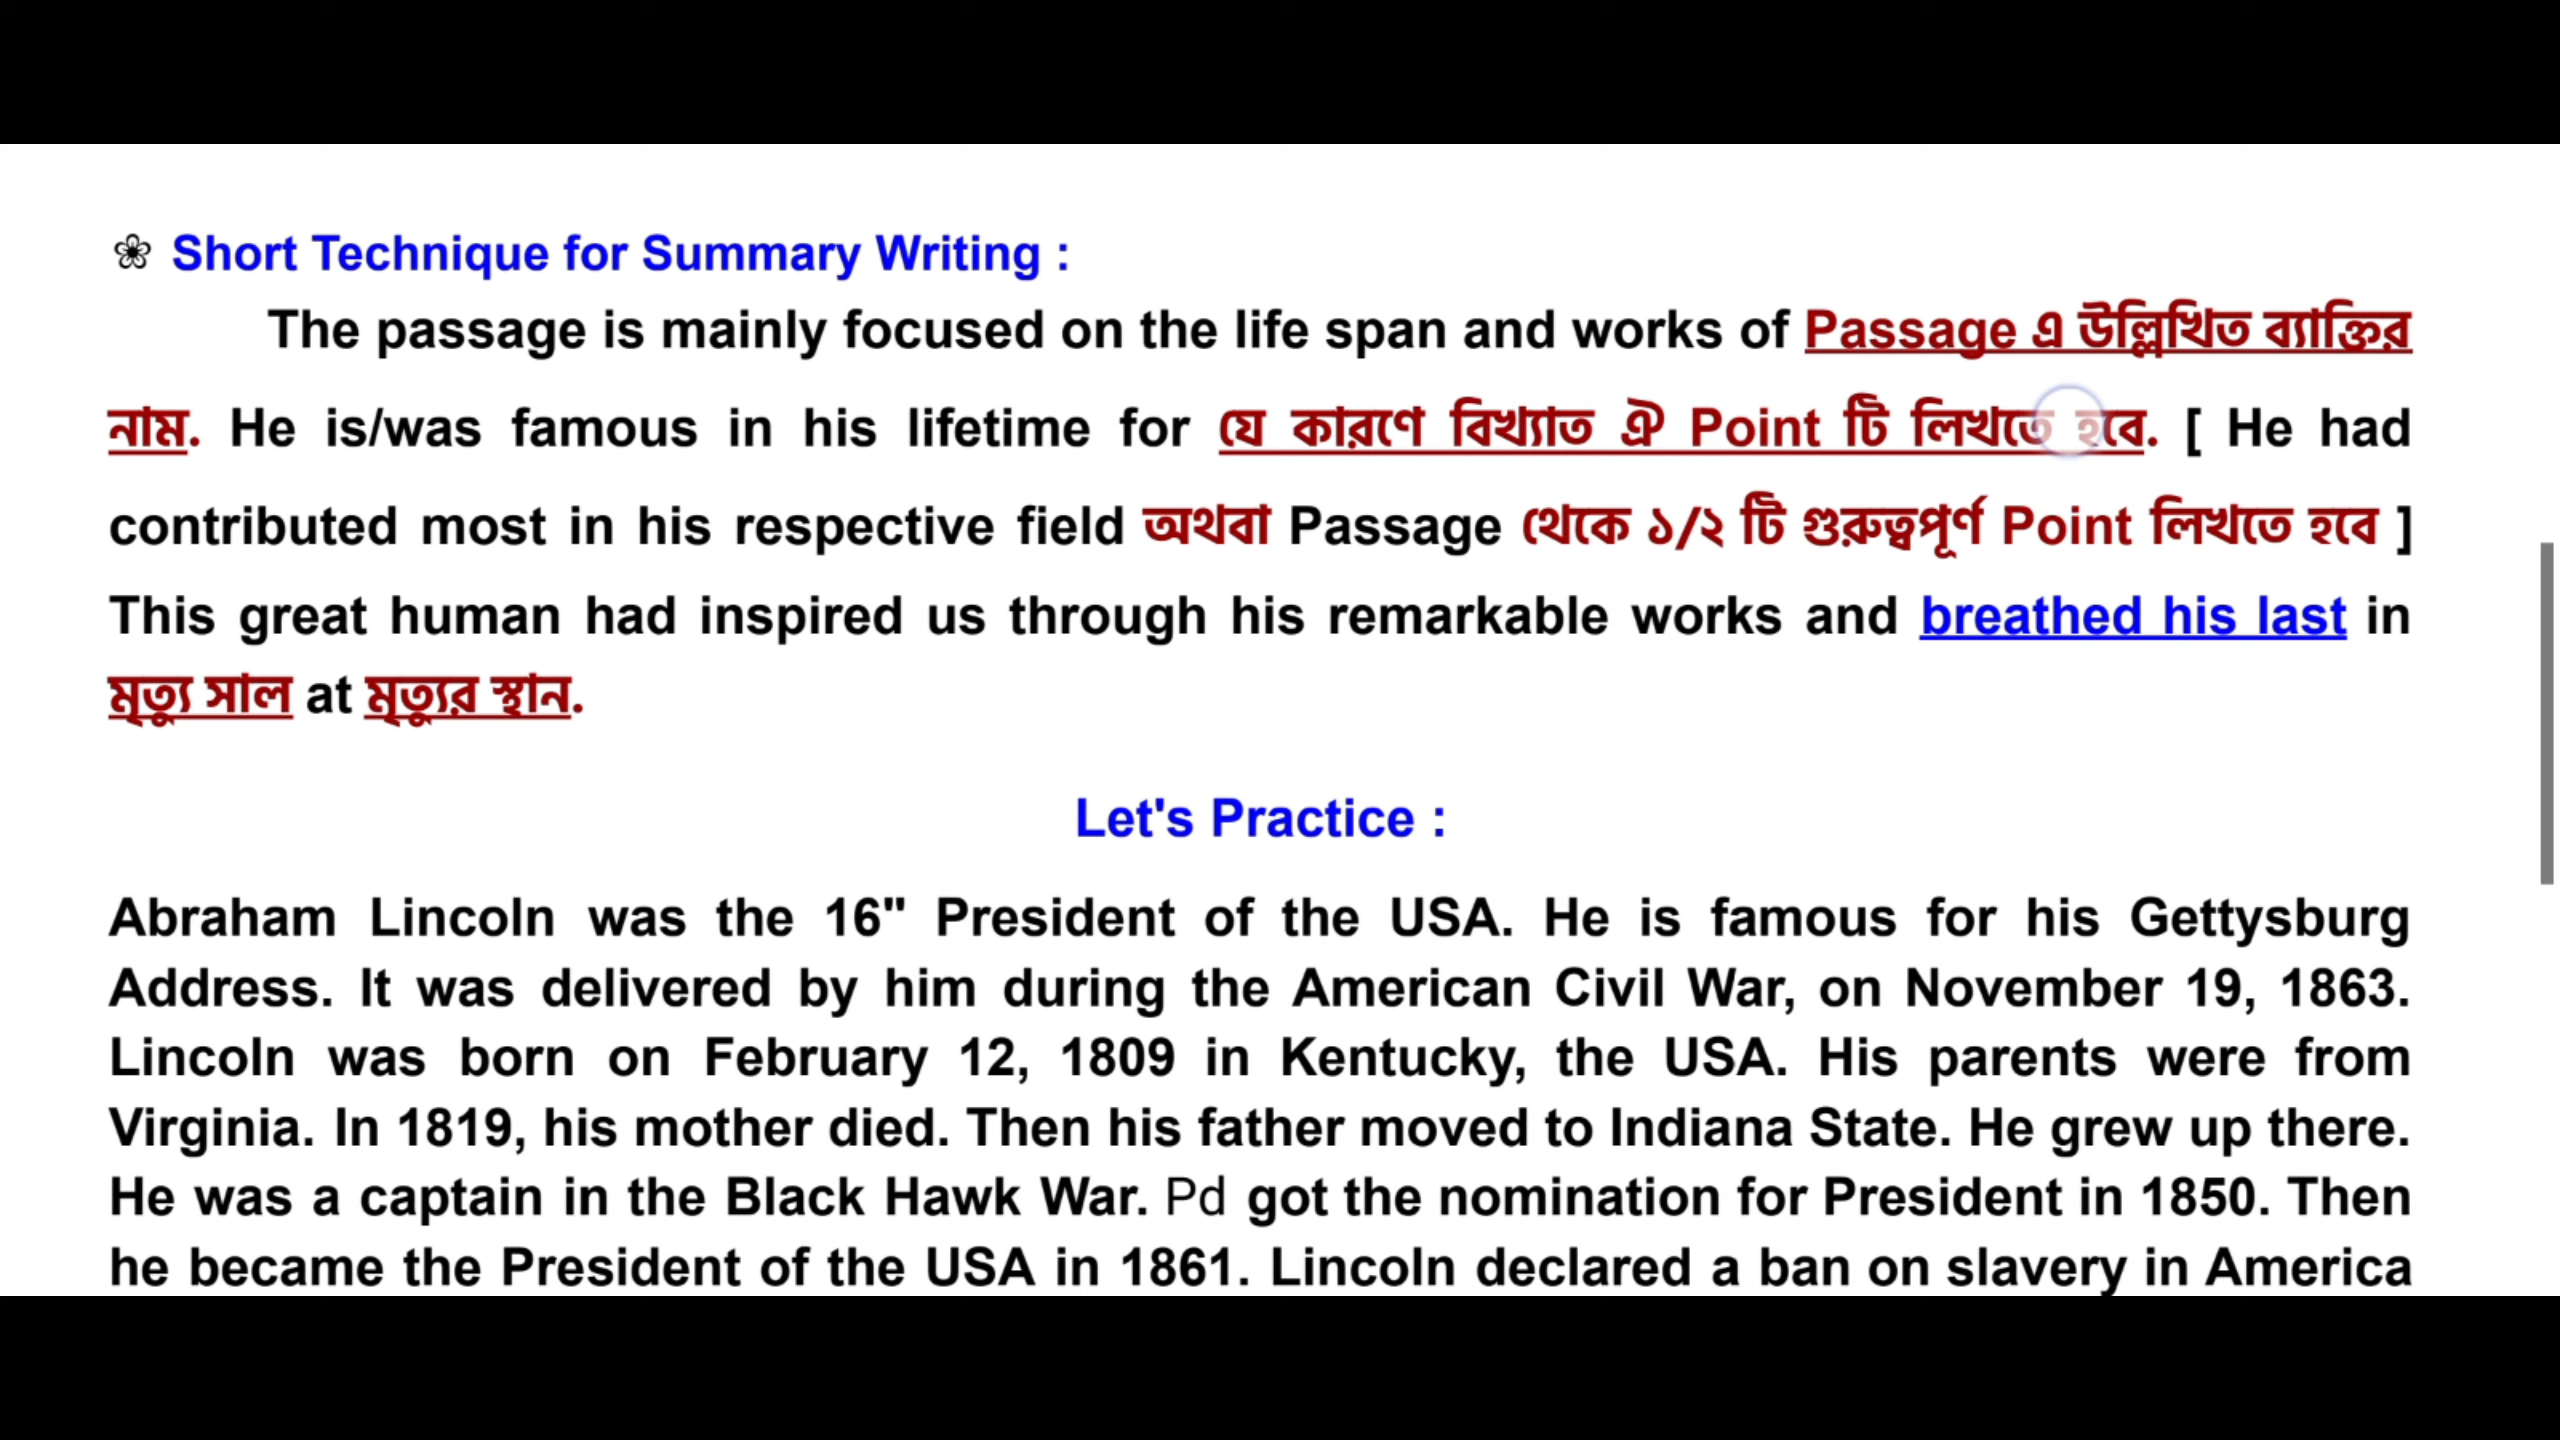 ❀ Short Technique for Summary Writing :
The passage is mainly focused on the life span and works of Passage এ উল্লিখিত ব্যাক্তির
নাম. He is/was famous in his lifetime for যে কারণে বিখ্যাত ঐ Point টি লিখতে হবে. [ He had
contributed most in his respective field অথবা Passage থেকে ১/২ টি গুরুত্বপূর্ণ Point লিখতে হবে ]
This great human had inspired us through his remarkable works and breathed his last in
মৃত্যু সাল at মৃত্যুর স্থান.
Let's Practice :
Abraham Lincoln was the 16" President of the USA. He is famous for his Gettysburg
Address. It was delivered by him during the American Civil War, on November 19, 1863.
Lincoln was born on February 12, 1809 in Kentucky, the USA. His parents were from
Virginia. In 1819, his mother died. Then his father moved to Indiana State. He grew up there.
He was a captain in the Black Hawk War. Pd got the nomination for President in 1850. Then
he became the President of the USA in 1861. Lincoln declared a ban on slavery in America